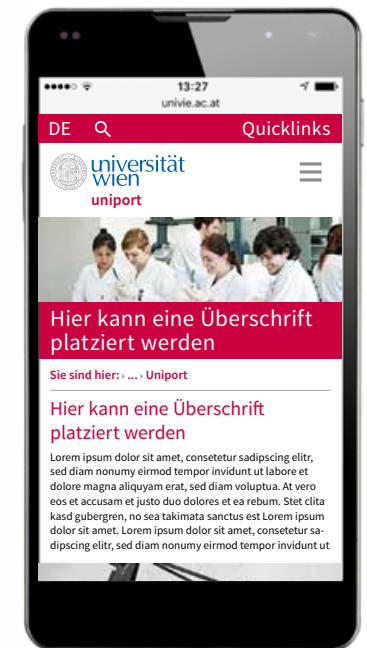 13:27
univie.ac.at
DE Quicklinks
universität
wien
uniport
Hier kann eine Überschrift
platziert werden
Sie sind hier: › ... › Uniport
Hier kann eine Überschrift
platziert werden
Lorem ipsum dolor sit amet, consetetur sadipscing elitr,
sed diam nonumy eirmod tempor invidunt ut labore et
dolore magna aliquyam erat, sed diam voluptua. At vero
eos et accusam et justo duo dolores et ea rebum. Stet clita
kasd gubergren, no sea takimata sanctus est Lorem ipsum
dolor sit amet. Lorem ipsum dolor sit amet, consetetur sa-
dipscing elitr, sed diam nonumy eirmod tempor invidunt ut